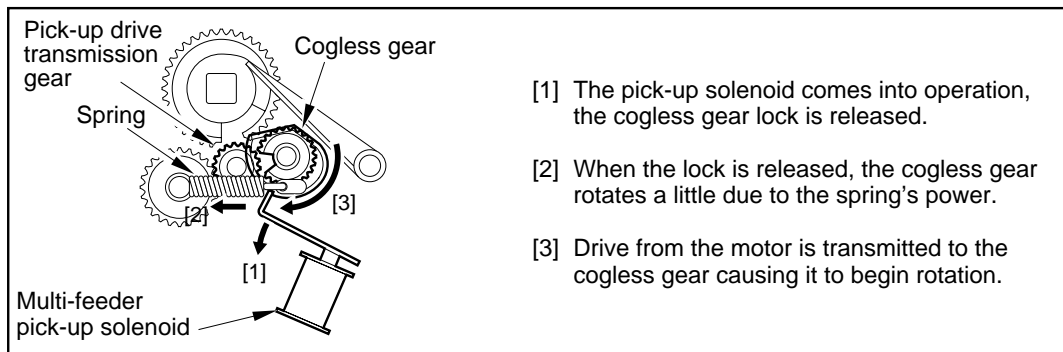 Pick-up drive
transmission
gear
Cogless gear
Spring
[2]
[3]
[1]
Multi-feeder
pick-up solenoid
[1] The pick-up solenoid comes into operation,
the cogless gear lock is released.
[2] When the lock is released, the cogless gear
rotates a little due to the spring's power.
[3] Drive from the motor is transmitted to the
cogless gear causing it to begin rotation.